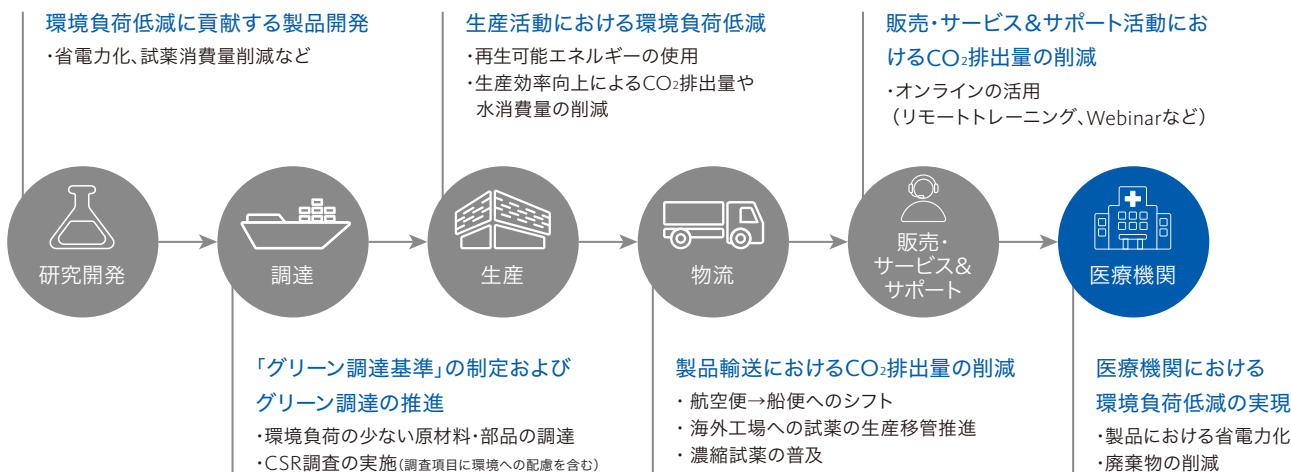 環境負荷低減に貢献する製品開発
・省電力化、試薬消費量削減など
生産活動における環境負荷低減
・再生可能エネルギーの使用
・生産効率向上によるCO₂排出量や
水消費量の削減
販売・サービス&サポート活動にお
けるCO₂排出量の削減
・オンラインの活用
(リモートトレーニング、Webinarなど)
研究開発
調達
生産
物流
販売・
サービス&
サポート
医療機関
「グリーン調達基準」の制定および
グリーン調達の推進
・環境負荷の少ない原材料・部品の調達
・CSR調査の実施(調査項目に環境への配慮を含む)
製品輸送におけるCO₂排出量の削減
・航空便→船便へのシフト
・海外工場への試薬の生産移管推進
・濃縮試薬の普及
医療機関における
環境負荷低減の実現
・製品における省電力化
・廃棄物の削減